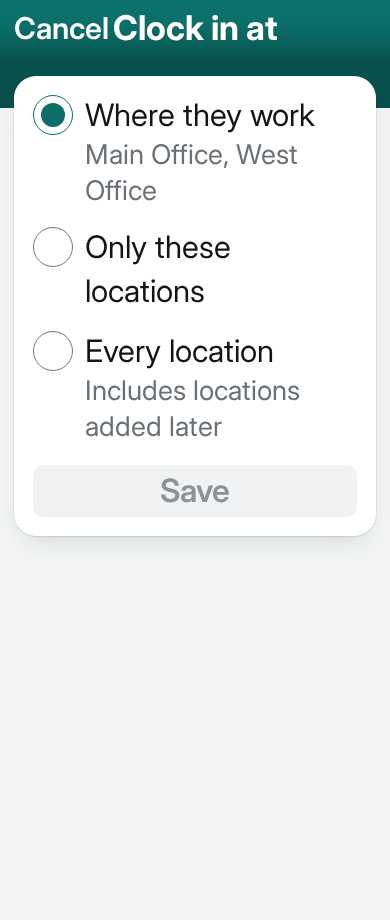 Cancel Clock in at
Where they work
Main Office, West
Office
Only these
locations
Every location
Includes locations
added later
Save